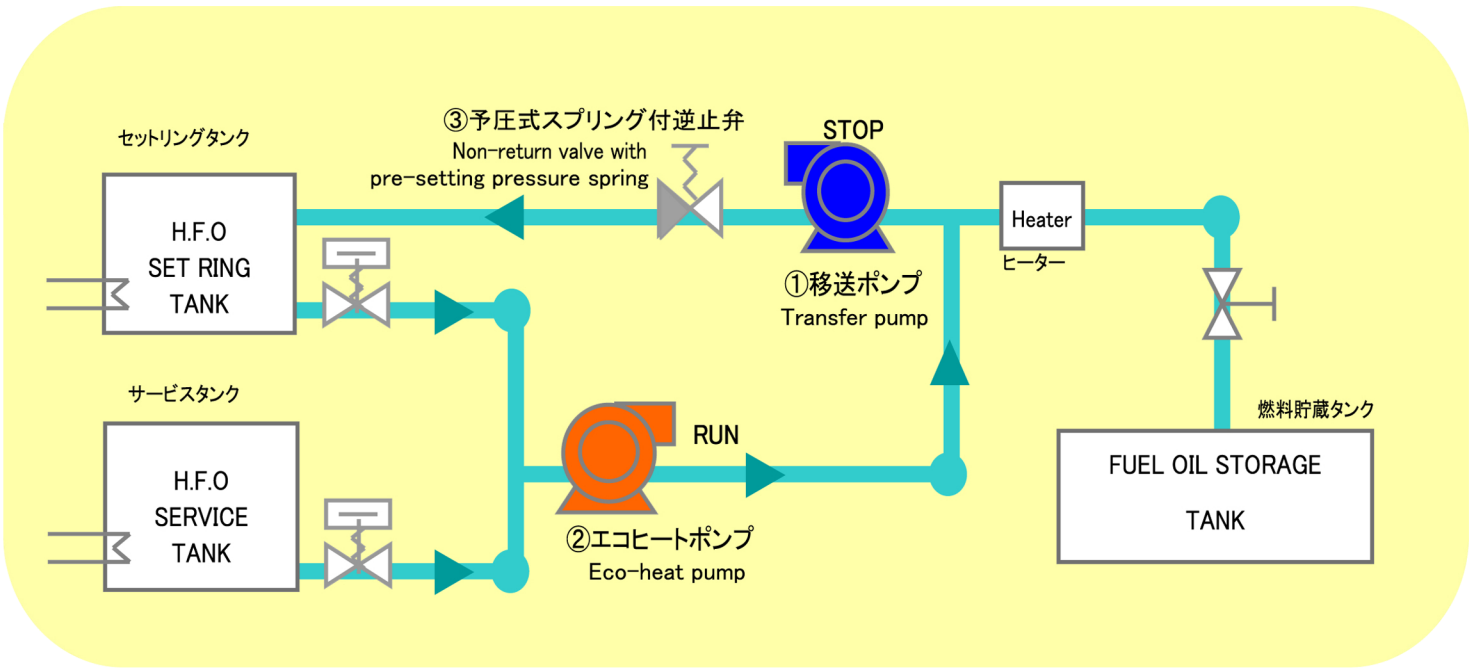 ③予圧式スプリング付逆止弁
Non-return valve with
pre-setting pressure spring
STOP
セットリングタンク
H.F.O
SET RING
TANK
Heater
ヒーター
①移送ポンプ
Transfer pump
サービスタンク
H.F.O
SERVICE
TANK
RUN
②エコヒートポンプ
Eco-heat pump
燃料貯蔵タンク
FUEL OIL STORAGE
TANK